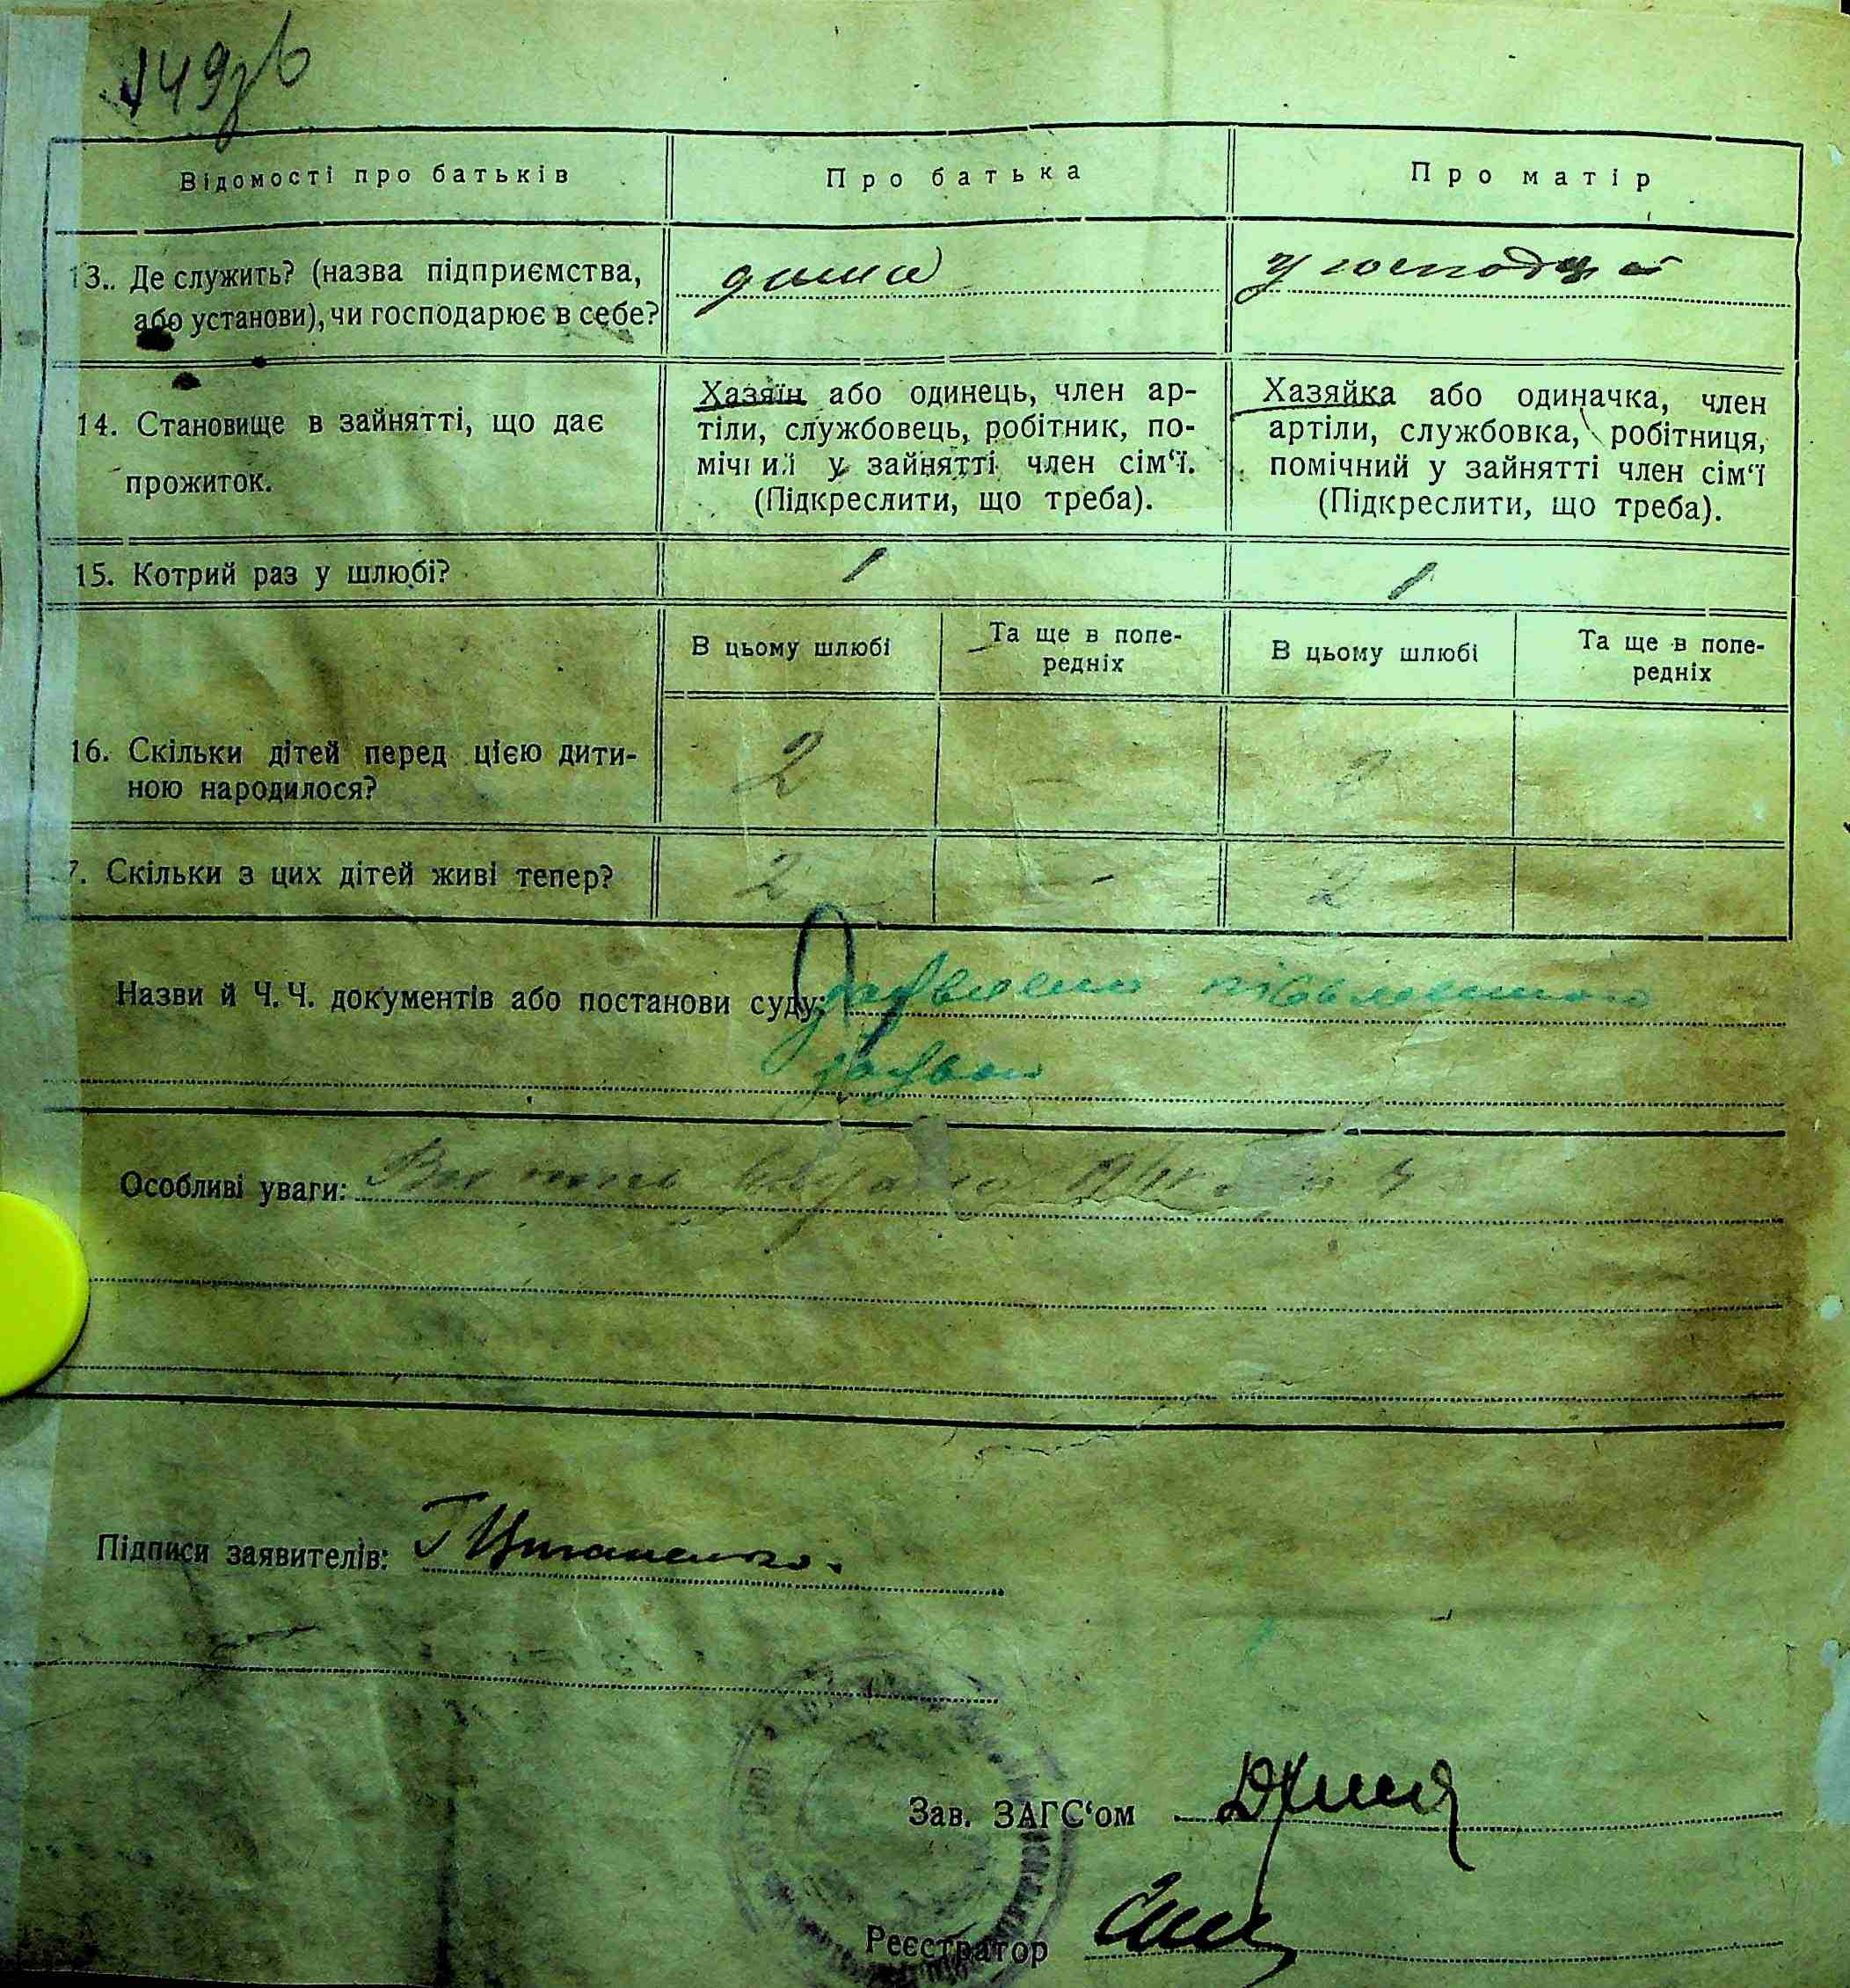 149зв
Відомості про батьків
Про батька
Про матір
13. Де служить? (назва підприємства,
або установи), чи господарює в себе?
дома
у господарстві
14. Становище в зайнятті, що дає
прожиток.
Хазяїн або одинець, член ар-
тіли, службовець, робітник, по-
мічний у зайнятті член сім‘ї.
(Підкреслити, що треба).
Хазяйка або одиначка, член
артіли, службовка, робітниця,
помічний у зайнятті член сім‘ї
(Підкреслити, що треба).
15. Котрий раз у шлюбі?
1
1
В цьому шлюбі
Та ще в попе-
редніх
В цьому шлюбі
Та ще в попе-
редніх
16. Скільки дітей перед цією дити-
ною народилося?
2
-
2
7. Скільки з цих дітей живі тепер?
2
-
2
Назви й Ч. Ч. документів або постанови суду:
Особливі уваги:
Підписи заявителів: Г Циганенко.
Зав. ЗАГС‘ом
Реєстратор